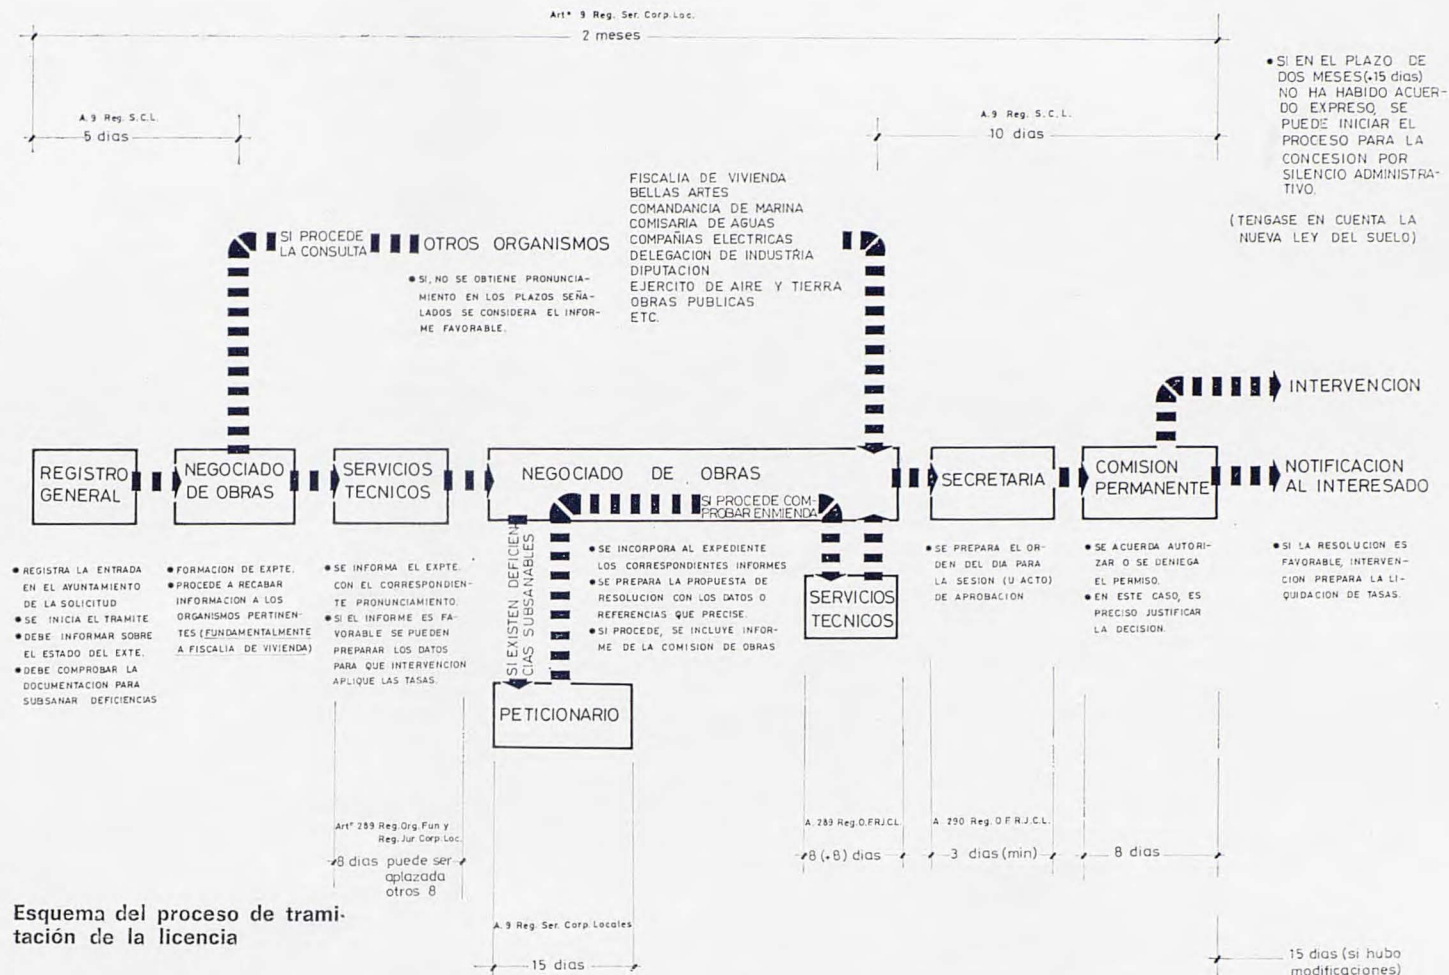 Artº 9 Reg. Ser. Corp. Loc.
2 meses
A. 9 Reg. S.C.L.
5 dias
A. 9 Reg. S.C.L.
10 dias
• SI EN EL PLAZO DE
DOS MESES (+15 dias)
NO HA HABIDO ACUER-
DO EXPRESO, SE
PUEDE INICIAR EL
PROCESO PARA LA
CONCESION POR
SILENCIO ADMINISTRA-
TIVO.
(TENGASE EN CUENTA LA
NUEVA LEY DEL SUELO)
SI PROCEDE
LA CONSULTA
OTROS ORGANISMOS
• SI, NO SE OBTIENE PRONUNCIA-
MIENTO EN LOS PLAZOS SEÑA-
LADOS SE CONSIDERA EL INFOR-
ME FAVORABLE.
FISCALIA DE VIVIENDA
BELLAS ARTES
COMANDANCIA DE MARINA
COMISARIA DE AGUAS
COMPAÑIAS ELECTRICAS
DELEGACION DE INDUSTRIA
DIPUTACION
EJERCITO DE AIRE Y TIERRA
OBRAS PUBLICAS
ETC.
INTERVENCION
REGISTRO
GENERAL
NEGOCIADO
DE OBRAS
SERVICIOS
TECNICOS
NEGOCIADO DE OBRAS
SI PROCEDE COM-
PROBAR ENMIENDA
SECRETARIA
COMISION
PERMANENTE
NOTIFICACION
AL INTERESADO
• REGISTRA LA ENTRADA
EN EL AYUNTAMIENTO
DE LA SOLICITUD
• SE INICIA EL TRAMITE
• DEBE INFORMAR SOBRE
EL ESTADO DEL EXTE.
• DEBE COMPROBAR LA
DOCUMENTACION PARA
SUBSANAR DEFICIENCIAS
• FORMACION DE EXPTE.
• PROCEDE A RECABAR
INFORMACION A LOS
ORGANISMOS PERTINEN-
TES (FUNDAMENTALMENTE
A FISCALIA DE VIVIENDA)
• SE INFORMA EL EXPTE.
CON EL CORRESPONDIEN-
TE PRONUNCIAMIENTO.
• SI EL INFORME ES FA-
VORABLE SE PUEDEN
PREPARAR LOS DATOS
PARA QUE INTERVENCION
APLIQUE LAS TASAS.
SI EXISTEN DEFICIEN
CIAS SUBSANABLES
• SE INCORPORA AL EXPEDIENTE
LOS CORRESPONDIENTES INFORMES
• SE PREPARA LA PROPUESTA DE
RESOLUCION CON LOS DATOS O
REFERENCIAS QUE PRECISE.
• SI PROCEDE, SE INCLUYE INFOR-
ME DE LA COMISION DE OBRAS
SERVICIOS
TECNICOS
• SE PREPARA EL OR-
DEN DEL DIA PARA
LA SESION (U ACTO)
DE APROBACION
• SE ACUERDA AUTORI-
ZAR O SE DENIEGA
EL PERMISO.
• EN ESTE CASO, ES
PRECISO JUSTIFICAR
LA DECISION.
• SI LA RESOLUCION ES
FAVORABLE, INTERVEN-
CION PREPARA LA LI-
QUIDACION DE TASAS.
PETICIONARIO
Artº 289 Reg. Org. Fun y
Reg. Jur. Corp. Loc.
8 dias puede ser
aplazada
otros 8
A. 289 Reg. O.F.R.J.C.L.
8 (+8) dias
A. 290 Reg. O F R.J.C.L.
3 dias (min)
8 dias
Esquema del proceso de trami-
tación de la licencia
A. 9 Reg. Ser. Corp. Locales
15 dias
15 dias (si hubo
modificaciones)